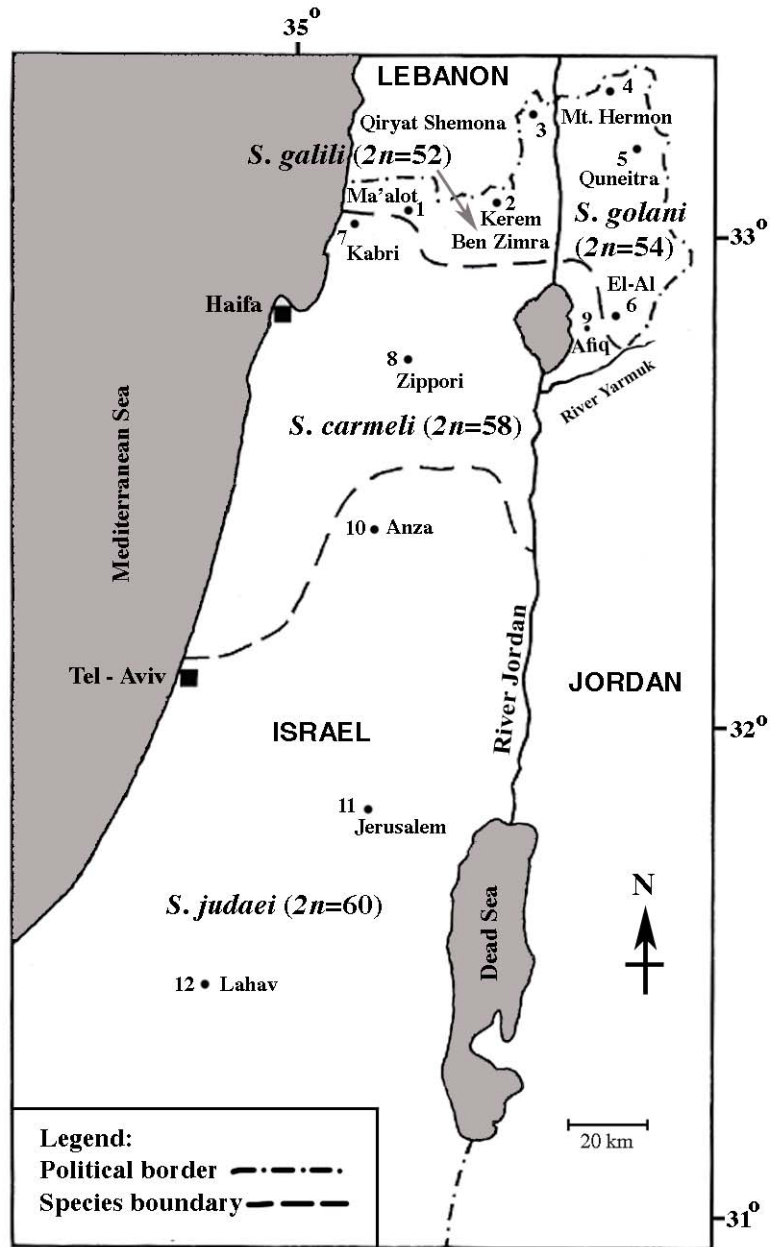 35°
LEBANON
Qiryat Shemona
4
Mt. Hermon
3
S. galili (2n=52)
5
Quneitra
Ma'alot
1
2
Kerem
Ben Zimra
S. golani
(2n=54)
33°
7
Kabri
El-Al
6
9
Afiq
Haifa
8
Zippori
River Yarmuk
S. carmeli (2n=58)
Mediterranean Sea
10 Anza
Tel - Aviv
River Jordan
JORDAN
ISRAEL
32°
11
Jerusalem
N
S. judaei (2n=60)
Dead Sea
12 Lahav
20 km
Legend:
Political border
Species boundary
31°